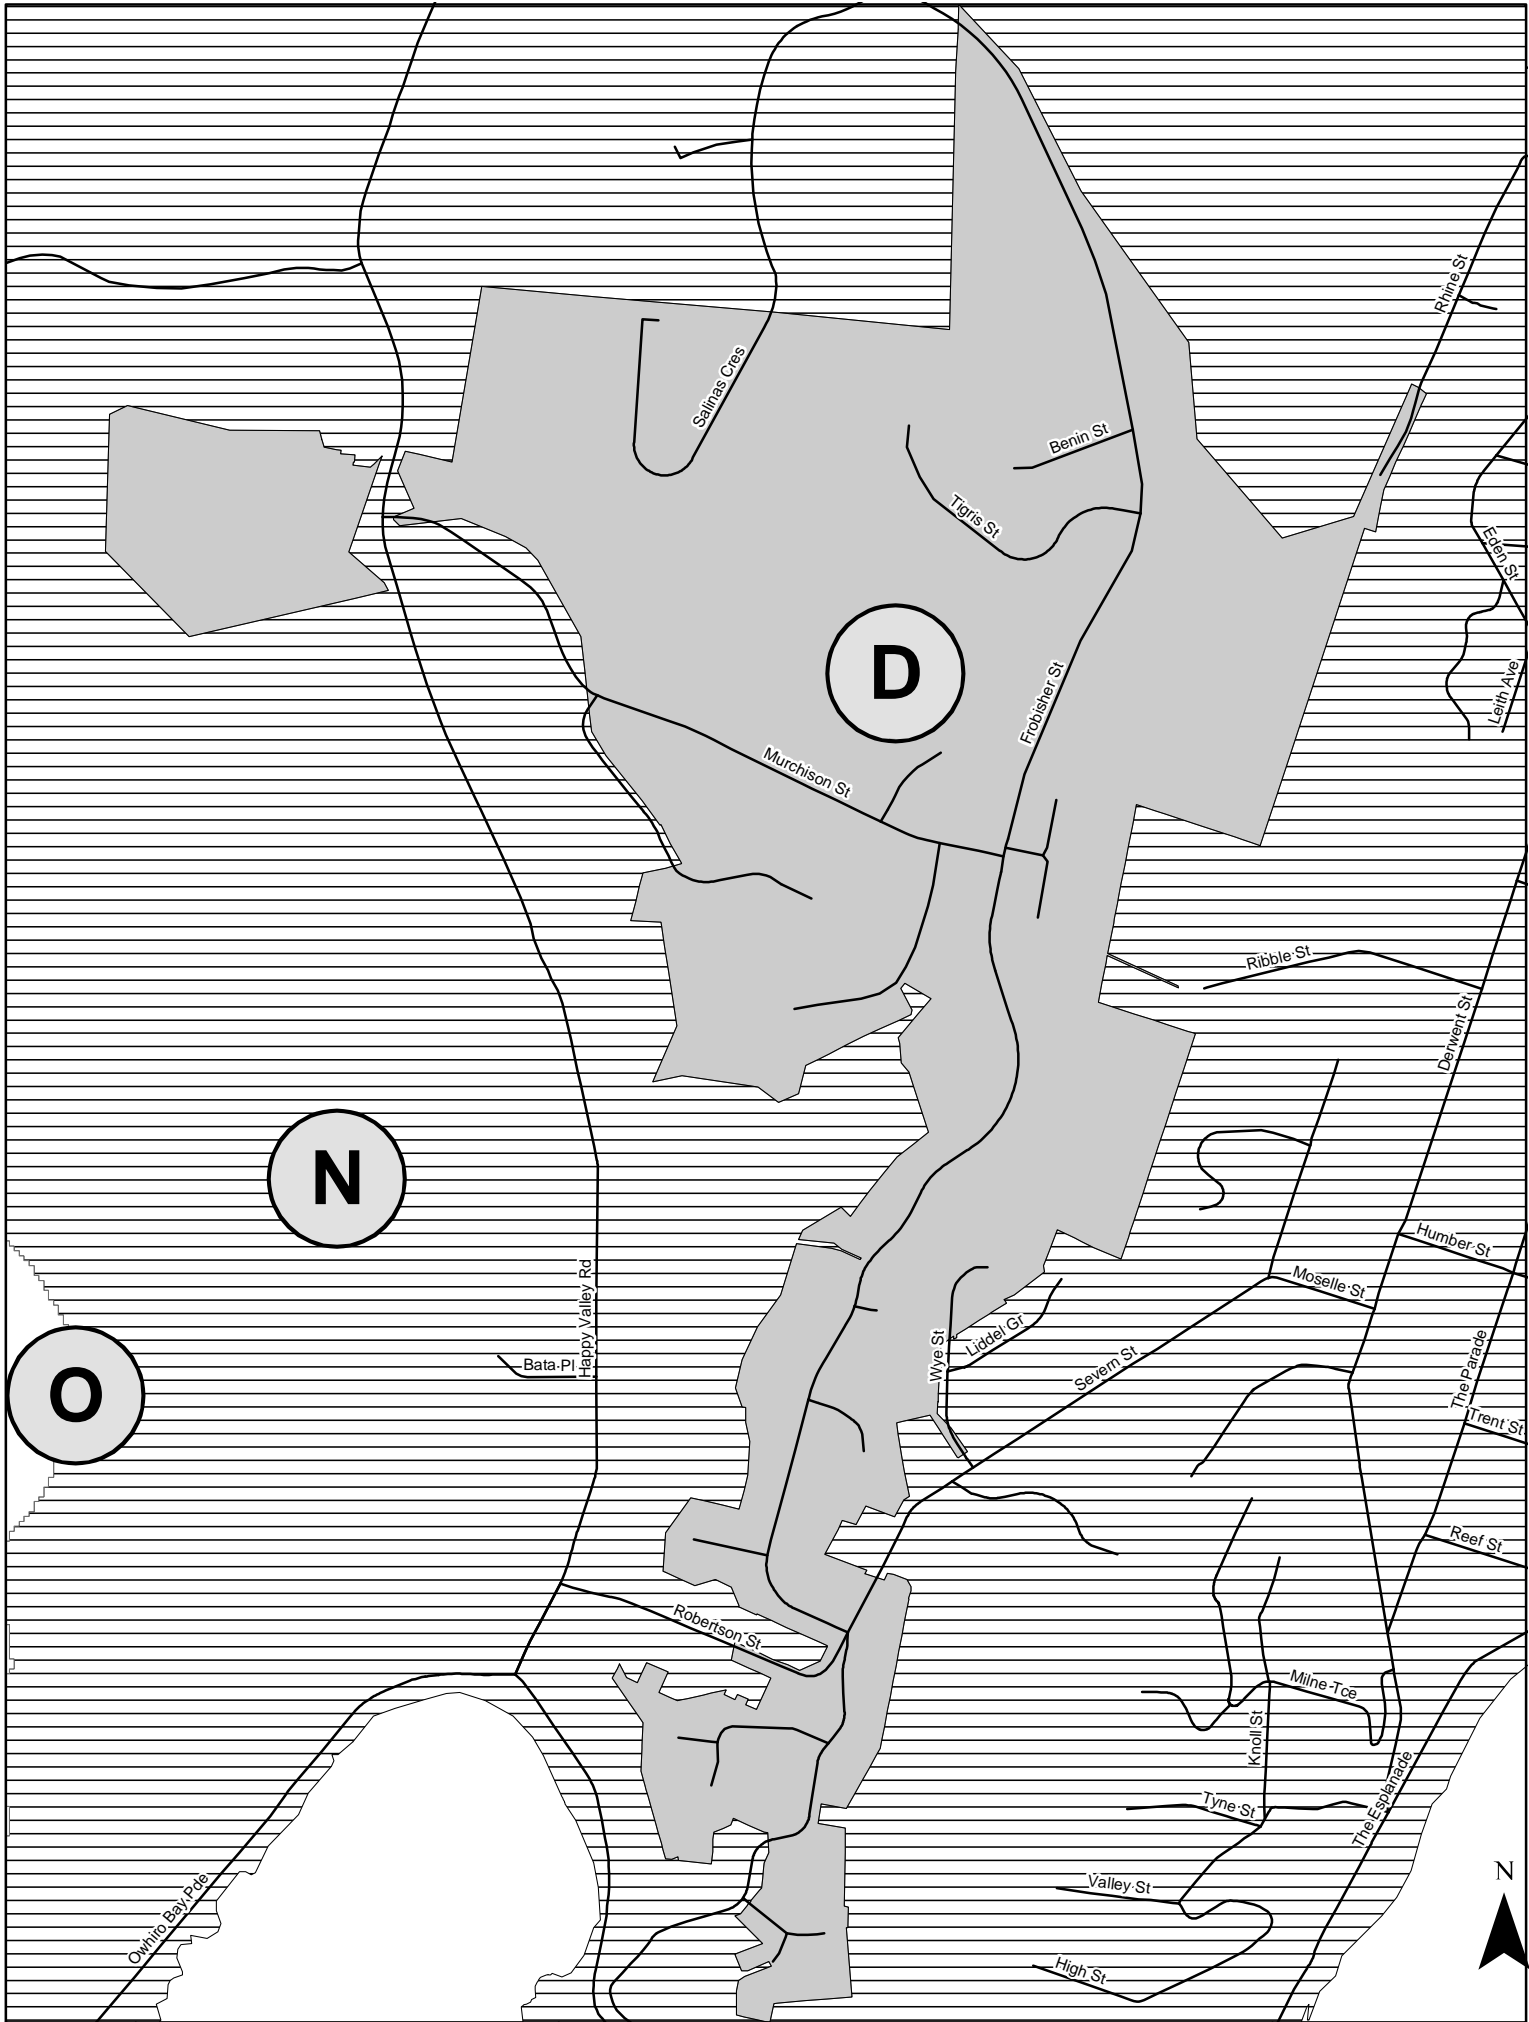 Rhine St
Salinas Cres
Benin St
Tigris St
Eden St
D
Frobisher St
Leith Ave
Murchison St
Ribble St
Derwent St
N
Humber St
Happy Valley Rd
Moselle St
O
Bata Pl
Wye St
Liddel Gr
Severn St
The Parade
Trent St
Reef St
Robertson St
Milne Tce
Knoll St
Tyne St
The Esplanade
Valley St
Owhiro Bay Pde
High St
N